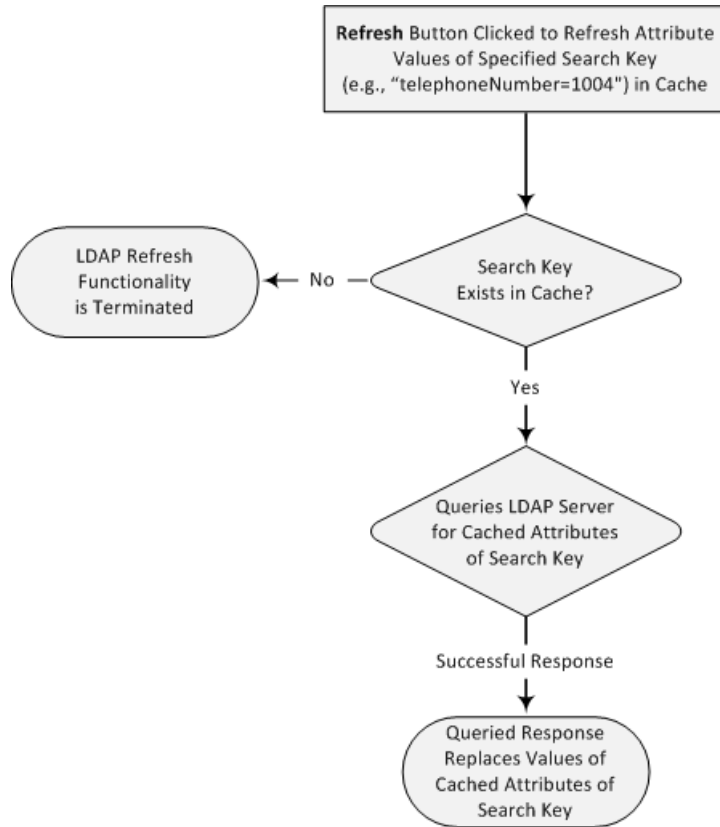 Refresh Button Clicked to Refresh Attribute
Values of Specified Search Key
(e.g., “telephoneNumber=1004") in Cache
Search Key
Exists in Cache?
No
LDAP Refresh
Functionality
is Terminated
Yes
Queries LDAP Server
for Cached Attributes
of Search Key
Successful Response
Queried Response
Replaces Values of
Cached Attributes of
Search Key